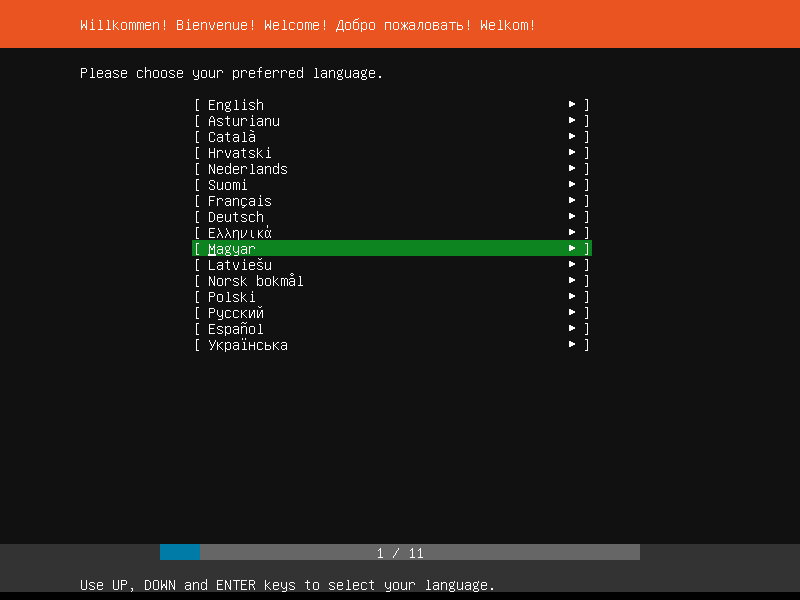 Willkommen! Bienvenue! Welcome! Добро пожаловать! Welkom!
Please choose your preferred language.
[ English ► ]
[ Asturianu ► ]
[ Català ► ]
[ Hrvatski ► ]
[ Nederlands ► ]
[ Suomi ► ]
[ Français ► ]
[ Deutsch ► ]
[ Ελληνικά ► ]
[ Magyar ► ]
[ Latviešu ► ]
[ Norsk bokmål ► ]
[ Polski ► ]
[ Русский ► ]
[ Español ► ]
[ Українська ► ]
1 / 11
Use UP, DOWN and ENTER keys to select your language.